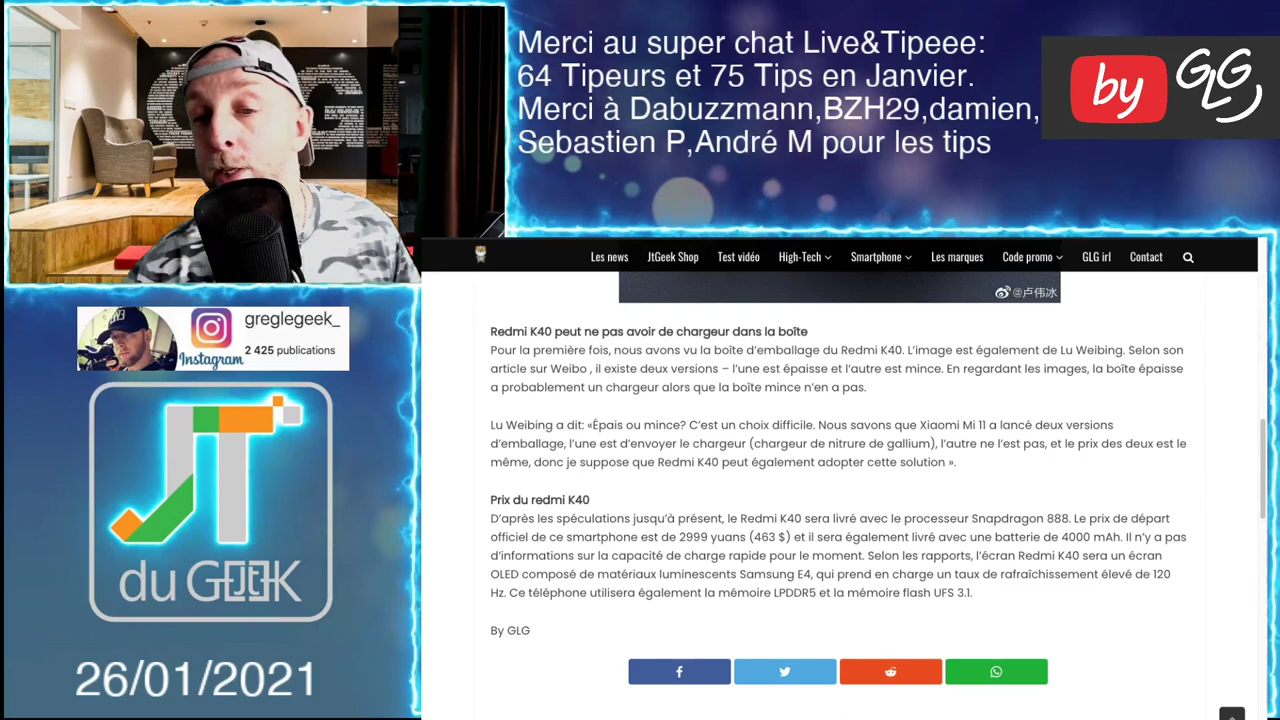 Merci au super chat Live&Tipeee:
64 Tipeurs et 75 Tips en Janvier.
Merci à Dabuzzmann BZH29,damien,
Sebastien P,Andre M pour les tips
by GLG
Les news JtGeek Shop Test vidéo High-Tech Smartphone Les marques Code promo GLG irl Contact
@卢伟冰
greglegeek_
Instagram
2 425 publications
JT
du GEEK
26/01/2021
Redmi K40 peut ne pas avoir de chargeur dans la boîte
Pour la première fois, nous avons vu la boîte d’emballage du Redmi K40. L’image est également de Lu Weibing. Selon son
article sur Weibo , il existe deux versions – l’une est épaisse et l’autre est mince. En regardant les images, la boîte épaisse
a probablement un chargeur alors que la boîte mince n’en a pas.
Lu Weibing a dit: «Épais ou mince? C’est un choix difficile. Nous savons que Xiaomi Mi 11 a lancé deux versions
d’emballage, l’une est d’envoyer le chargeur (chargeur de nitrure de gallium), l’autre ne l’est pas, et le prix des deux est le
même, donc je suppose que Redmi K40 peut également adopter cette solution ».
Prix du redmi K40
D’après les spéculations jusqu’à présent, le Redmi K40 sera livré avec le processeur Snapdragon 888. Le prix de départ
officiel de ce smartphone est de 2999 yuans (463 $) et il sera également livré avec une batterie de 4000 mAh. Il n’y a pas
d’informations sur la capacité de charge rapide pour le moment. Selon les rapports, l’écran Redmi K40 sera un écran
OLED composé de matériaux luminescents Samsung E4, qui prend en charge un taux de rafraîchissement élevé de 120
Hz. Ce téléphone utilisera également la mémoire LPDDR5 et la mémoire flash UFS 3.1.
By GLG